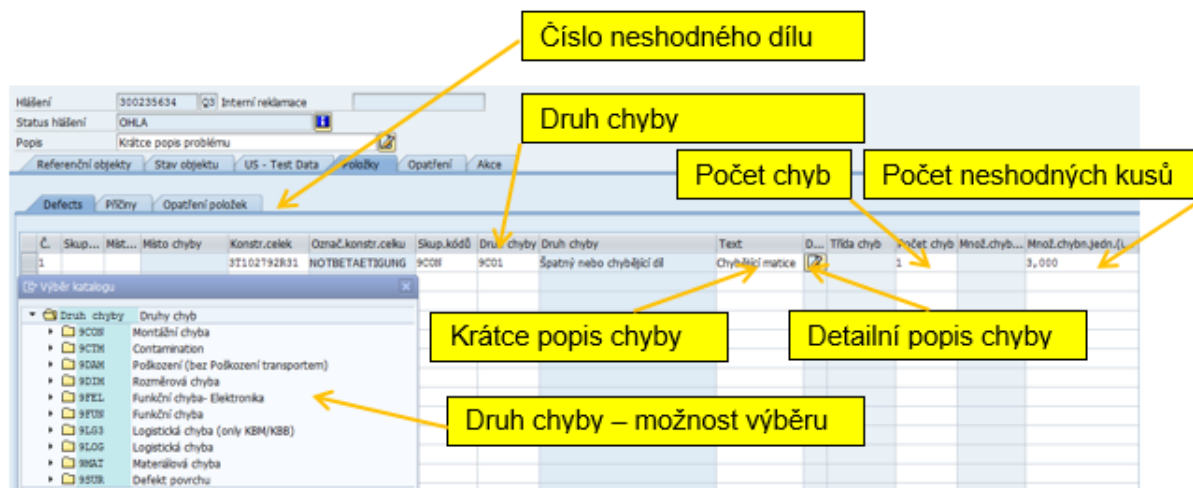 Číslo neshodného dílu
Hlášení 300235634 Q3 Interní reklamace
Status hlášení OHLA
Popis Krátce popis problému
Druh chyby
Referenční objekty Stav objektu US - Test Data Položky Opatření Akce
Počet chyb Počet neshodných kusů
Defects Příčiny Opatření položek
Č. Skup... Míst... Místo chyby Konstr.celek Označ.konstr.celku Skup.kódů Druh chyby Druh chyby Text D... Třída chyb Počet chyb Množ.chyb... Množ.chybn.jedn.(i...
1 3T102792R31 NOTBETAETIGUNG 9CON 9CO1 Špatný nebo chybějící díl Chybějící matice 1 3,000
Výběr katalogu
Druh chyby Druhy chyb
9CON Montážní chyba
9CTM Contamination
9DAM Poškození (bez Poškození transportem)
9DIM Rozměrová chyba
9FEL Funkční chyba- Elektronika
9FUN Funkční chyba
9LG3 Logistická chyba (only KBM/KBB)
9LOG Logistická chyba
9MAT Materiálová chyba
9SUR Defekt povrchu
Krátce popis chyby Detailní popis chyby
Druh chyby – možnost výběru